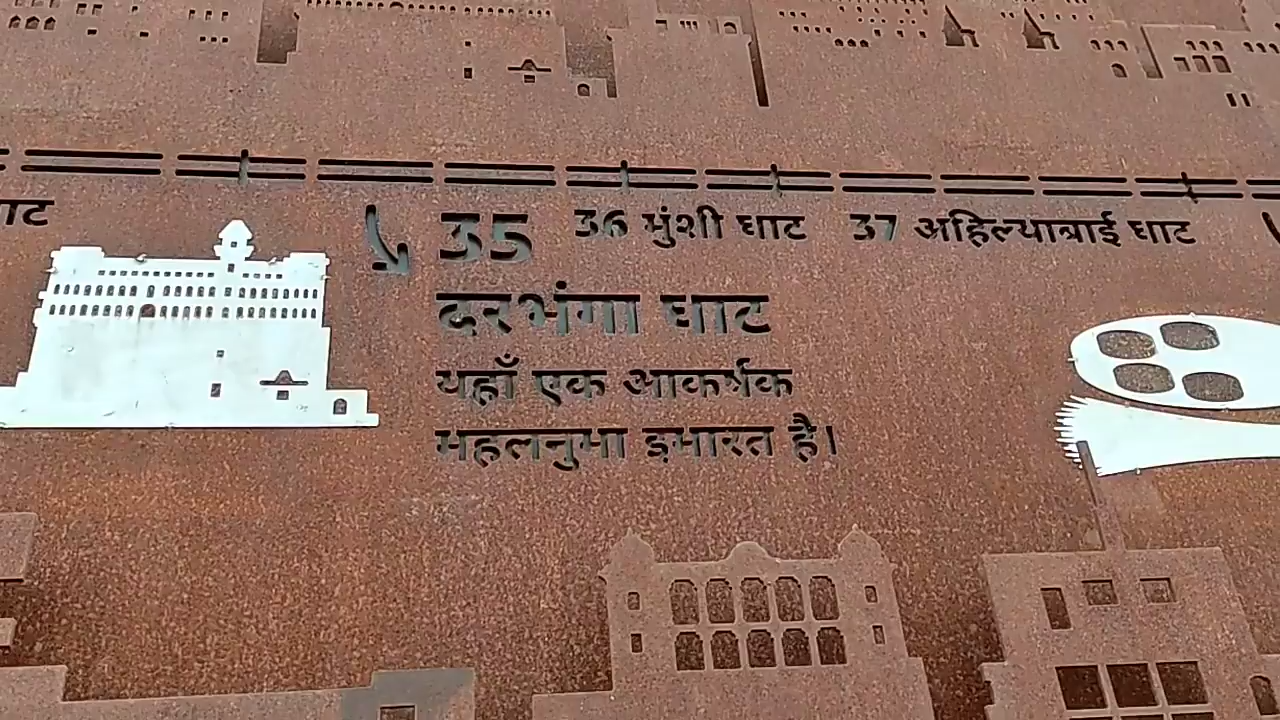 35
36 मुंशी घाट
37 अहिल्याबाई घाट
दरभंगा घाट
यहाँ एक आकर्षक
महलनुमा इमारत है।